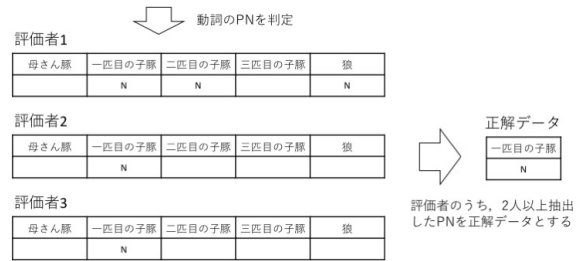 動詞のPNを判定
評価者1
母さん豚 一匹目の子豚 二匹目の子豚 三匹目の子豚 狼
N N N
評価者2
母さん豚 一匹目の子豚 二匹目の子豚 三匹目の子豚 狼
N
評価者3
母さん豚 一匹目の子豚 二匹目の子豚 三匹目の子豚 狼
N
正解データ
一匹目の子豚
N
評価者のうち，2人以上抽出
したPNを正解データとする